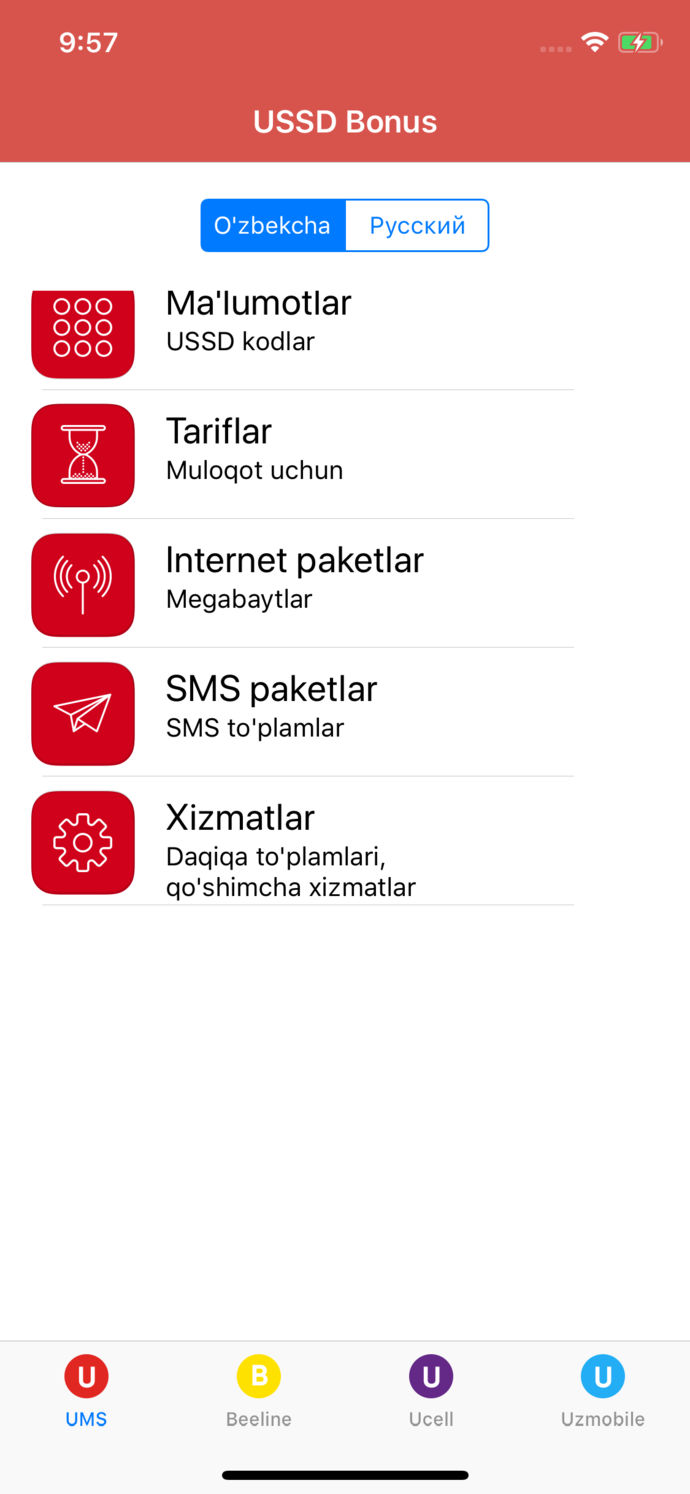 9:57
USSD Bonus
O'zbekcha
Русский
Ma'lumotlar
USSD kodlar
Tariflar
Muloqot uchun
Internet paketlar
Megabaytlar
SMS paketlar
SMS to'plamlar
Xizmatlar
Daqiqa to'plamlari,
qo'shimcha xizmatlar
U
B
U
U
UMS
Beeline
Ucell
Uzmobile